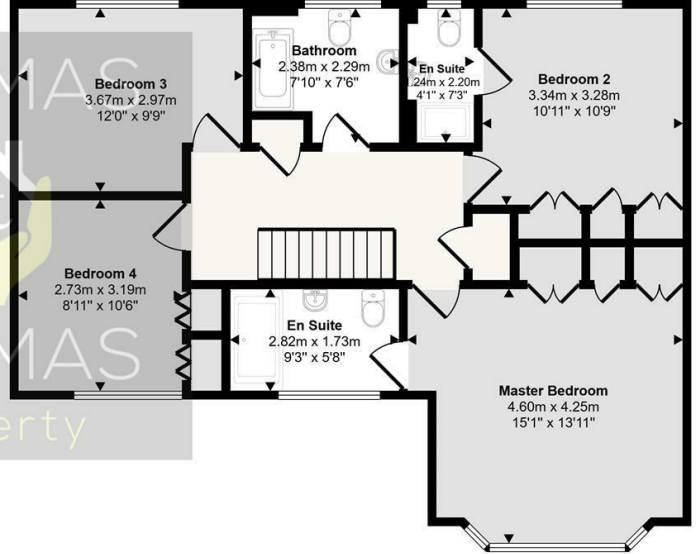 Bedroom 3
3.67m x 2.97m
12'0" x 9'9"
Bathroom
2.38m x 2.29m
7'10" x 7'6"
En Suite
1.24m x 2.20m
4'1" x 7'3"
Bedroom 2
3.34m x 3.28m
10'11" x 10'9"
Bedroom 4
2.73m x 3.19m
8'11" x 10'6"
En Suite
2.82m x 1.73m
9'3" x 5'8"
Master Bedroom
4.60m x 4.25m
15'1" x 13'11"
MAS
MAS
erty